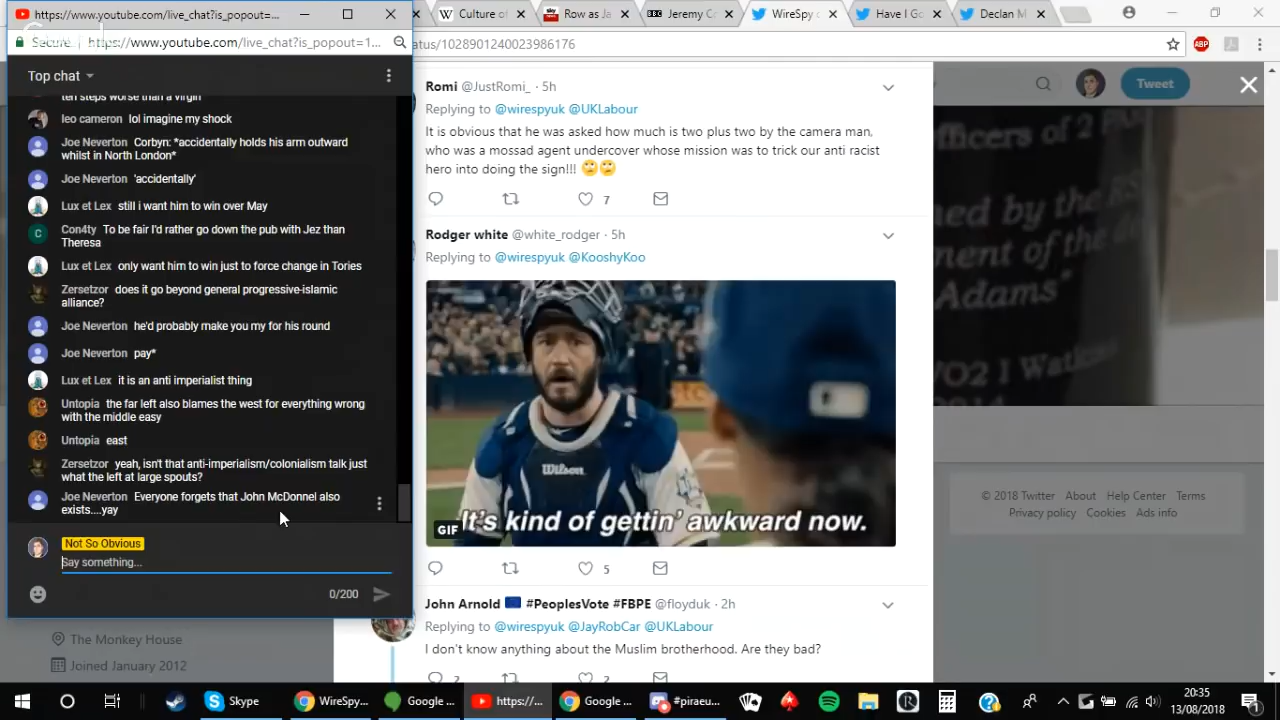 https://www.youtube.com/live_chat?is_popout=...
Culture of
Row as Ja
Jeremy Co
WireSpy o
Have I Go
Declan M
Secure
https://www.youtube.com/live_chat?is_popout=1...
status/1028901240023986176
Top chat
ten steps worse than a virgin
leo cameron lol imagine my shock
Joe Neverton Corbyn: *accidentally holds his arm outward
whilst in North London*
Joe Neverton 'accidentally'
Lux et Lex still i want him to win over May
Con4ty To be fair I'd rather go down the pub with Jez than
Theresa
Lux et Lex only want him to win just to force change in Tories
Zersetzor does it go beyond general progressive-islamic
alliance?
Joe Neverton he'd probably make you my for his round
Joe Neverton pay*
Lux et Lex it is an anti imperialist thing
Untopia the far left also blames the west for everything wrong
with the middle easy
Untopia east
Zersetzor yeah, isn't that anti-imperialism/colonialism talk just
what the left at large spouts?
Joe Neverton Everyone forgets that John McDonnel also
exists....yay
Not So Obvious
Say something...
0/200
The Monkey House
Joined January 2012
Romi @JustRomi_ · 5h
Replying to @wirespyuk @UKLabour
It is obvious that he was asked how much is two plus two by the camera man,
who was a mossad agent undercover whose mission was to trick our anti racist
hero into doing the sign!!!
7
Rodger white @white_rodger · 5h
Replying to @wirespyuk @KooshyKoo
Wilson
GIF
It's kind of gettin' awkward now.
5
John Arnold #PeoplesVote #FBPE @floyduk · 2h
Replying to @wirespyuk @JayRobCar @UKLabour
I don't know anything about the Muslim brotherhood. Are they bad?
2
2
Tweet
ABP
fficers of 2 PA
ned by the R
ment of the
Adams"
WO2 I Watki
2014
© 2018 Twitter About Help Center Terms
Privacy policy Cookies Ads info
Skype
WireSp...
Google ...
https:/...
Google ...
#piraeu...
20:35
13/08/2018